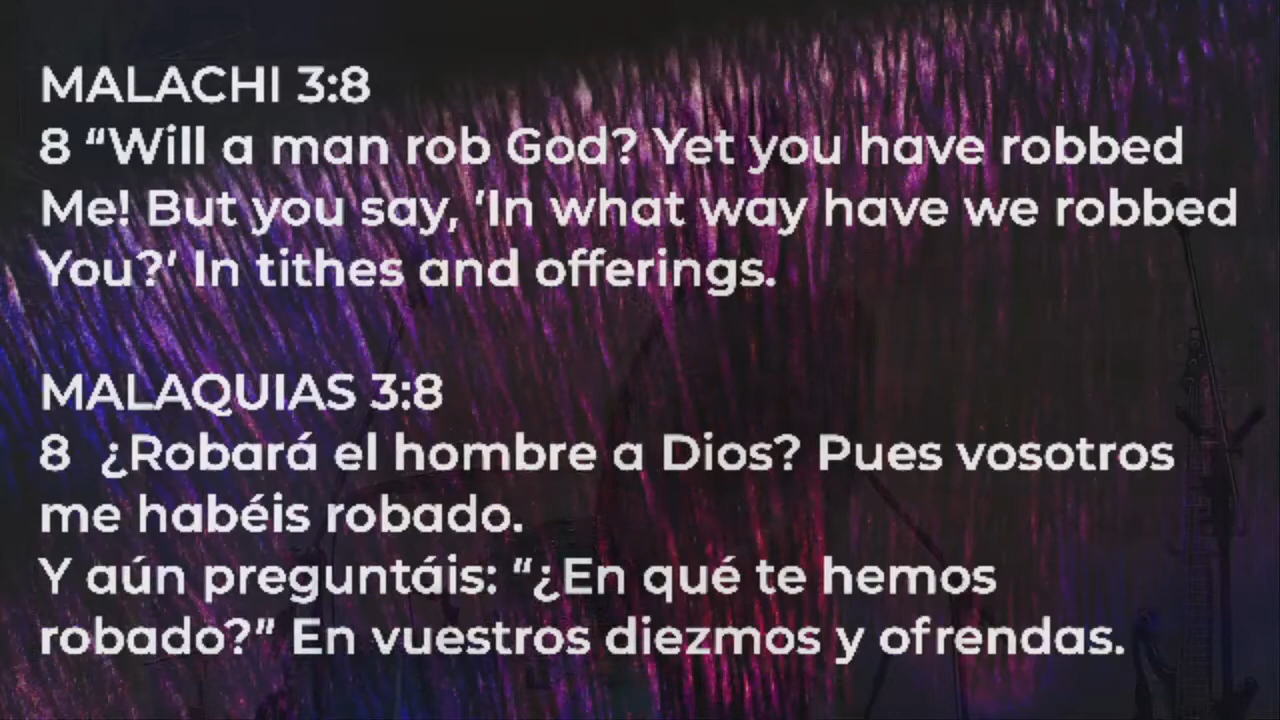 MALACHI 3:8
8 “Will a man rob God? Yet you have robbed
Me! But you say, ‘In what way have we robbed
You?’ In tithes and offerings.
MALAQUIAS 3:8
8 ¿Robará el hombre a Dios? Pues vosotros
me habéis robado.
Y aún preguntáis: “¿En qué te hemos
robado?” En vuestros diezmos y ofrendas.